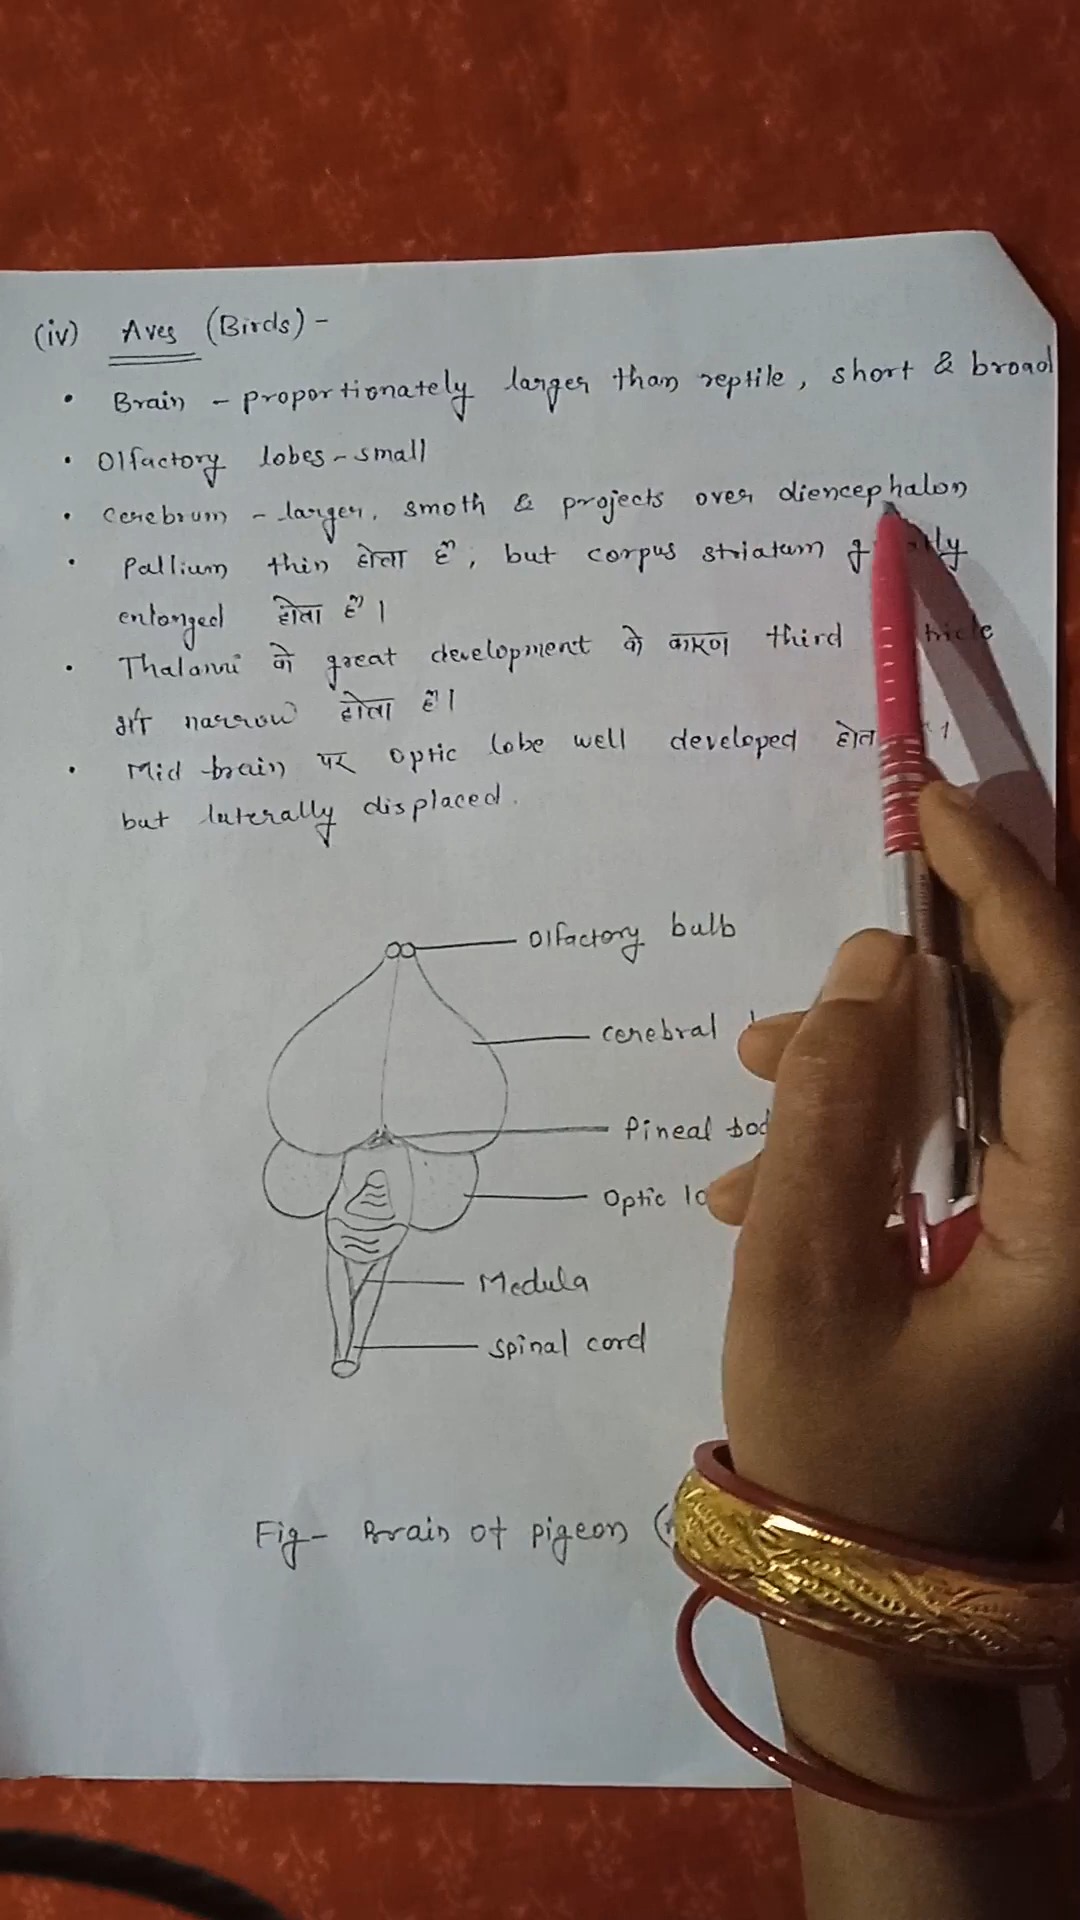 (iv) Aves (Birds) -
• Brain - proportionately larger than reptile, short & broad
• Olfactory lobes - small
• Cerebrum - larger, smoth & projects over diencephalon
• Pallium thin होता है, but corpus striatum
enlonged होता है।
• Thalami के great development के कारण third
भाग narrow होता है।
• Mid-brain पर optic lobe well developed
but laterally displaced.
Olfactory bulb
cerebral
Pineal
Optic
Medula
spinal cord
Fig- Brain of pigeon